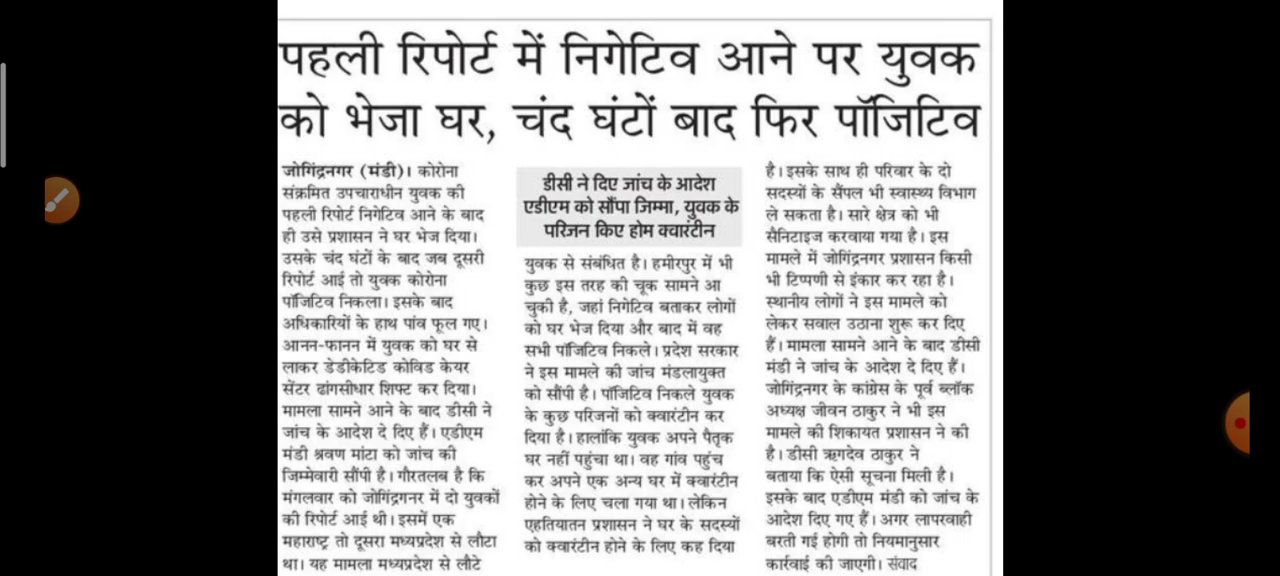 पहली रिपोर्ट में निगेटिव आने पर युवक
को भेजा घर, चंद घंटों बाद फिर पॉजिटिव
जोगिंद्रनगर (मंडी)। कोरोना
संक्रमित उपचाराधीन युवक की
पहली रिपोर्ट निगेटिव आने के बाद
ही उसे प्रशासन ने घर भेज दिया।
उसके चंद घंटों के बाद जब दूसरी
रिपोर्ट आई तो युवक कोरोना
पॉजिटिव निकला। इसके बाद
अधिकारियों के हाथ पांव फूल गए।
आनन-फानन में युवक को घर से
लाकर डेडीकेटिड कोविड केयर
सेंटर ढांगसीधार शिफ्ट कर दिया।
मामला सामने आने के बाद डीसी ने
जांच के आदेश दे दिए हैं। एडीएम
मंडी श्रवण मांटा को जांच की
जिम्मेवारी सौंपी है। गौरतलब है कि
मंगलवार को जोगिंद्रगनर में दो युवकों
की रिपोर्ट आई थी। इसमें एक
महाराष्ट्र तो दूसरा मध्यप्रदेश से लौटा
था। यह मामला मध्यप्रदेश से लौटे
डीसी ने दिए जांच के आदेश
एडीएम को सौंपा जिम्मा, युवक के
परिजन किए होम क्वारंटीन
युवक से संबंधित है। हमीरपुर में भी
कुछ इस तरह की चूक सामने आ
चुकी है, जहां निगेटिव बताकर लोगों
को घर भेज दिया और बाद में वह
सभी पॉजिटिव निकले। प्रदेश सरकार
ने इस मामले की जांच मंडलायुक्त
को सौंपी है। पॉजिटिव निकले युवक
के कुछ परिजनों को क्वारंटीन कर
दिया है। हालांकि युवक अपने पैतृक
घर नहीं पहुंचा था। वह गांव पहुंच
कर अपने एक अन्य घर में क्वारंटीन
होने के लिए चला गया था। लेकिन
एहतियातन प्रशासन ने घर के सदस्यों
को क्वारंटीन होने के लिए कह दिया
है। इसके साथ ही परिवार के दो
सदस्यों के सैंपल भी स्वास्थ्य विभाग
ले सकता है। सारे क्षेत्र को भी
सैनिटाइज करवाया गया है। इस
मामले में जोगिंद्रनगर प्रशासन किसी
भी टिप्पणी से इंकार कर रहा है।
स्थानीय लोगों ने इस मामले को
लेकर सवाल उठाना शुरू कर दिए
हैं। मामला सामने आने के बाद डीसी
मंडी ने जांच के आदेश दे दिए हैं।
जोगिंद्रनगर के कांग्रेस के पूर्व ब्लॉक
अध्यक्ष जीवन ठाकुर ने भी इस
मामले की शिकायत प्रशासन ने की
है। डीसी ऋगदेव ठाकुर ने
बताया कि ऐसी सूचना मिली है।
इसके बाद एडीएम मंडी को जांच के
आदेश दिए गए हैं। अगर लापरवाही
बरती गई होगी तो नियमानुसार
कार्रवाई की जाएगी। संवाद